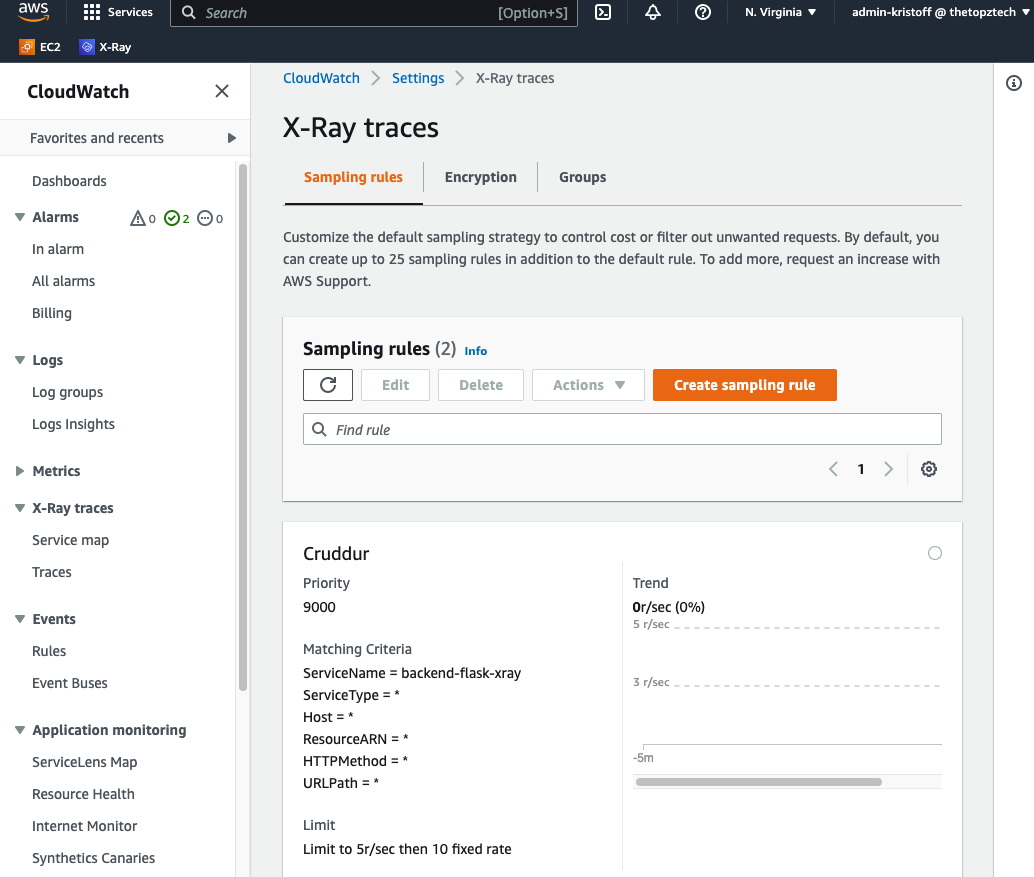 aws
Services
Search
[Option+S]
N. Virginia
admin-kristoff @ thetopztech
EC2
X-Ray
CloudWatch
Favorites and recents
Dashboards
Alarms
0
2
0
In alarm
All alarms
Billing
Logs
Log groups
Logs Insights
Metrics
X-Ray traces
Service map
Traces
Events
Rules
Event Buses
Application monitoring
ServiceLens Map
Resource Health
Internet Monitor
Synthetics Canaries
CloudWatch
Settings
X-Ray traces
X-Ray traces
Sampling rules
Encryption
Groups
Customize the default sampling strategy to control cost or filter out unwanted requests. By default, you
can create up to 25 sampling rules in addition to the default rule. To add more, request an increase with
AWS Support.
Sampling rules (2) Info
Edit
Delete
Actions
Create sampling rule
Find rule
1
Cruddur
Priority
9000
Matching Criteria
ServiceName = backend-flask-xray
ServiceType = *
Host = *
ResourceARN = *
HTTPMethod = *
URLPath = *
Limit
Limit to 5r/sec then 10 fixed rate
Trend
0r/sec (0%)
5 r/sec
3 r/sec
-5m